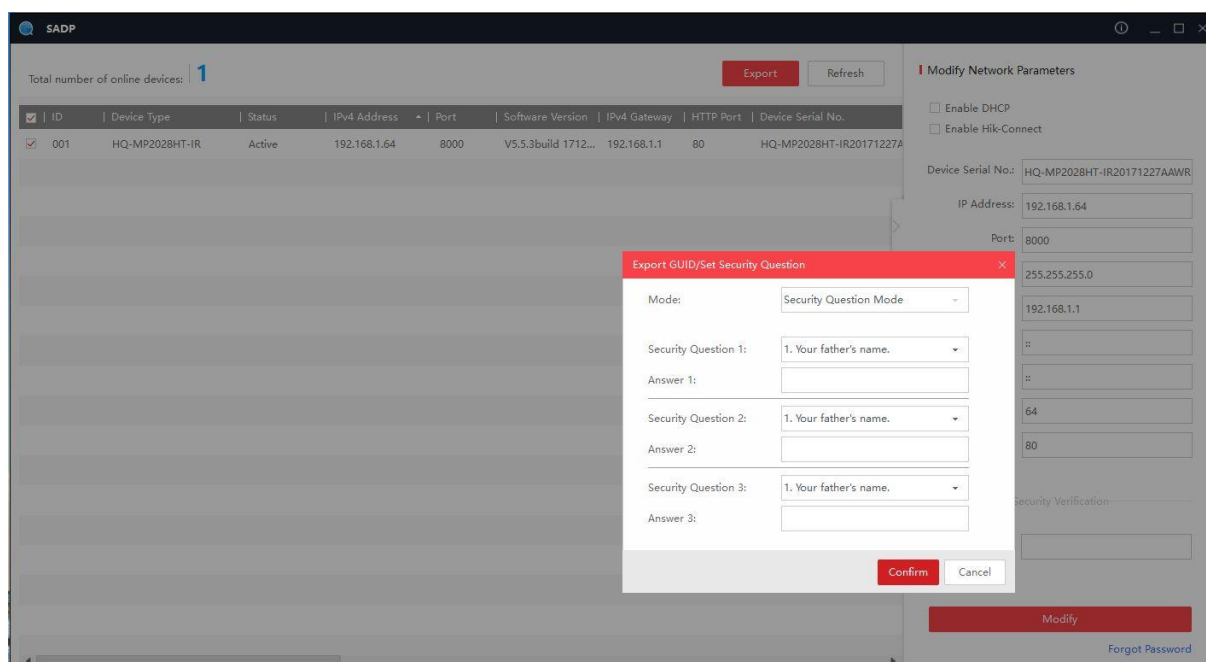 SADP
Total number of online devices: 1
Export Refresh
ID Device Type Status IPv4 Address Port Software Version IPv4 Gateway HTTP Port Device Serial No.
001 HQ-MP2028HT-IR Active 192.168.1.64 8000 V5.5.3build 1712... 192.168.1.1 80 HQ-MP2028HT-IR20171227A
Modify Network Parameters
Enable DHCP
Enable Hik-Connect
Device Serial No.: HQ-MP2028HT-IR20171227AAWR
IP Address: 192.168.1.64
Port: 8000
255.255.255.0
192.168.1.1
::
::
64
80
Security Verification
Modify
Forgot Password
Export GUID/Set Security Question
Mode: Security Question Mode
Security Question 1: 1. Your father's name.
Answer 1:
Security Question 2: 1. Your father's name.
Answer 2:
Security Question 3: 1. Your father's name.
Answer 3:
Confirm Cancel